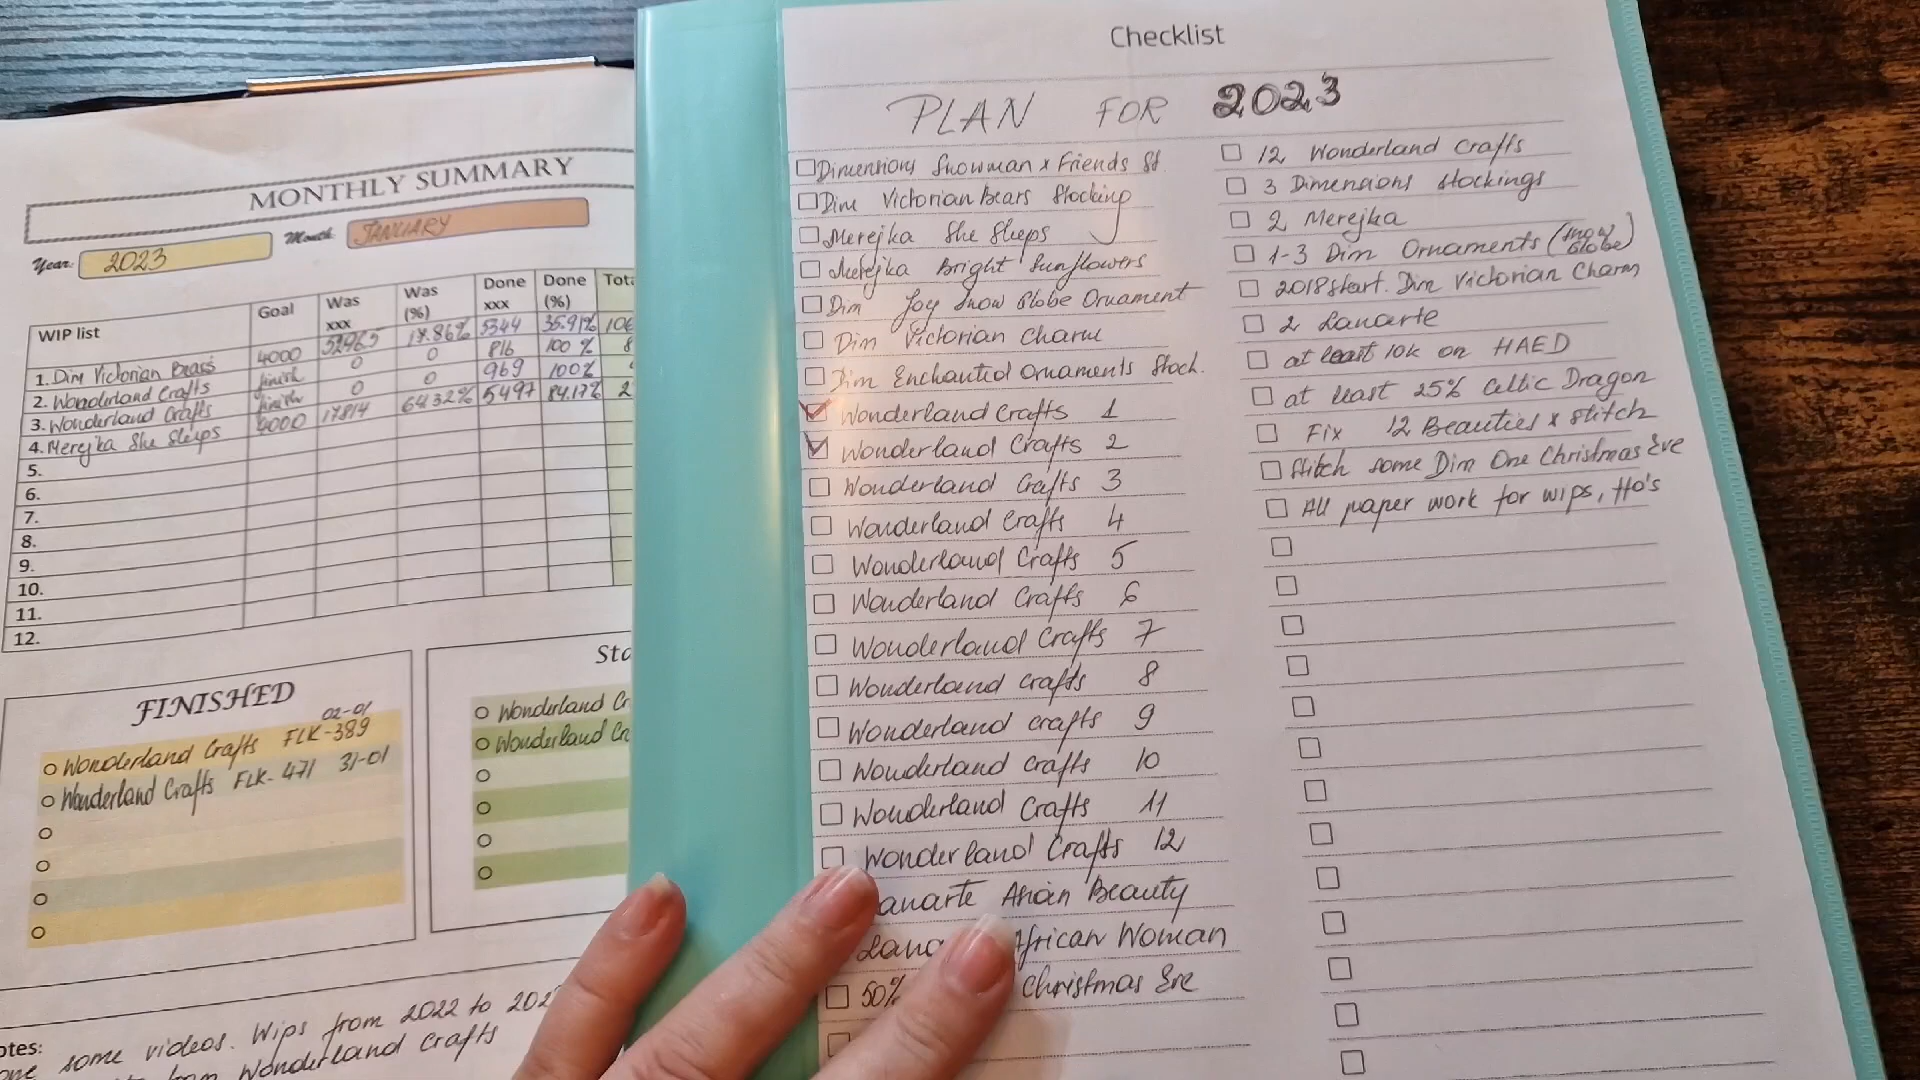 MONTHLY SUMMARY
Year: 2023 Month JANUARY
WIP list Goal Was xxx Was (%) Done xxx Done (%)
1. Dim Victorian Bears 4000 52965 5344 35.91%
2. Wonderland Crafts finish 0 0 816 100%
3. Wonderland Crafts finish 0 0 969 100%
4. Merejka She Sleeps 4000 17814 64.32% 5497 84.17%
5.
6.
7.
8.
9.
10.
11.
12.
FINISHED
Wonderland Crafts FLK-389 02-01
Wonderland Crafts FLK-471 31-01
Wonderland
Wonderland
some videos. Wips from 2022 to
Wonderland Crafts
Checklist
PLAN FOR 2023
Dimensions Snowman & Friends St
Dim Victorian Bears Stocking
Merejka She Sleeps
Merejka Bright Sunflowers
Dim Joy Snow Globe Ornament
Dim Victorian Charm
Dim Enchanted Ornaments Stock.
Wonderland Crafts 1
Wonderland Crafts 2
Wonderland Crafts 3
Wonderland Crafts 4
Wonderland Crafts 5
Wonderland Crafts 6
Wonderland Crafts 7
Wonderland Crafts 8
Wonderland crafts 9
Wonderland crafts 10
Wonderland Crafts 11
Wonderland Crafts 12
Asian Beauty
African Woman
50% Christmas Eve
12 Wonderland Crafts
3 Dimensions stockings
2 Merejka
1-3 Dim Ornaments (snow Globe)
2018 start. Dim Victorian Charm
2 Lanarte
at least 10k on HAED
at least 25% Celtic Dragon
Fix 12 Beauties & stitch
Stitch some Dim One Christmas Eve
All paper work for wips, Ho's